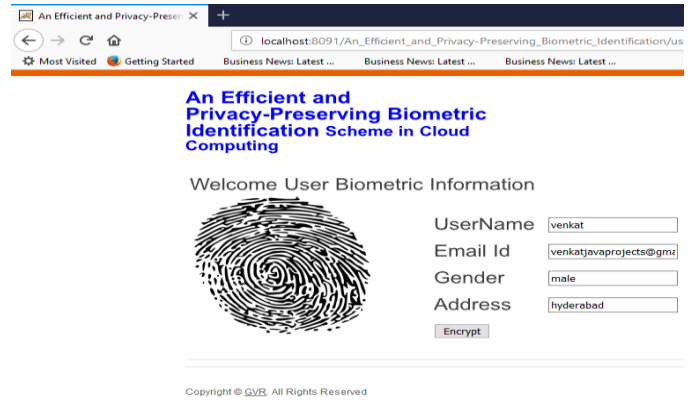 An Efficient and Privacy-Preser
localhost:8091/An_Efficient_and_Privacy-Preserving_Biometric_Identification/us
Most Visited Getting Started Business News: Latest ... Business News: Latest ... Business News: Latest ...
An Efficient and
Privacy-Preserving Biometric
Identification Scheme in Cloud
Computing
Welcome User Biometric Information
UserName venkat
Email Id venkatjavaprojects@gma
Gender male
Address hyderabad
Encrypt
Copyright © GVR. All Rights Reserved